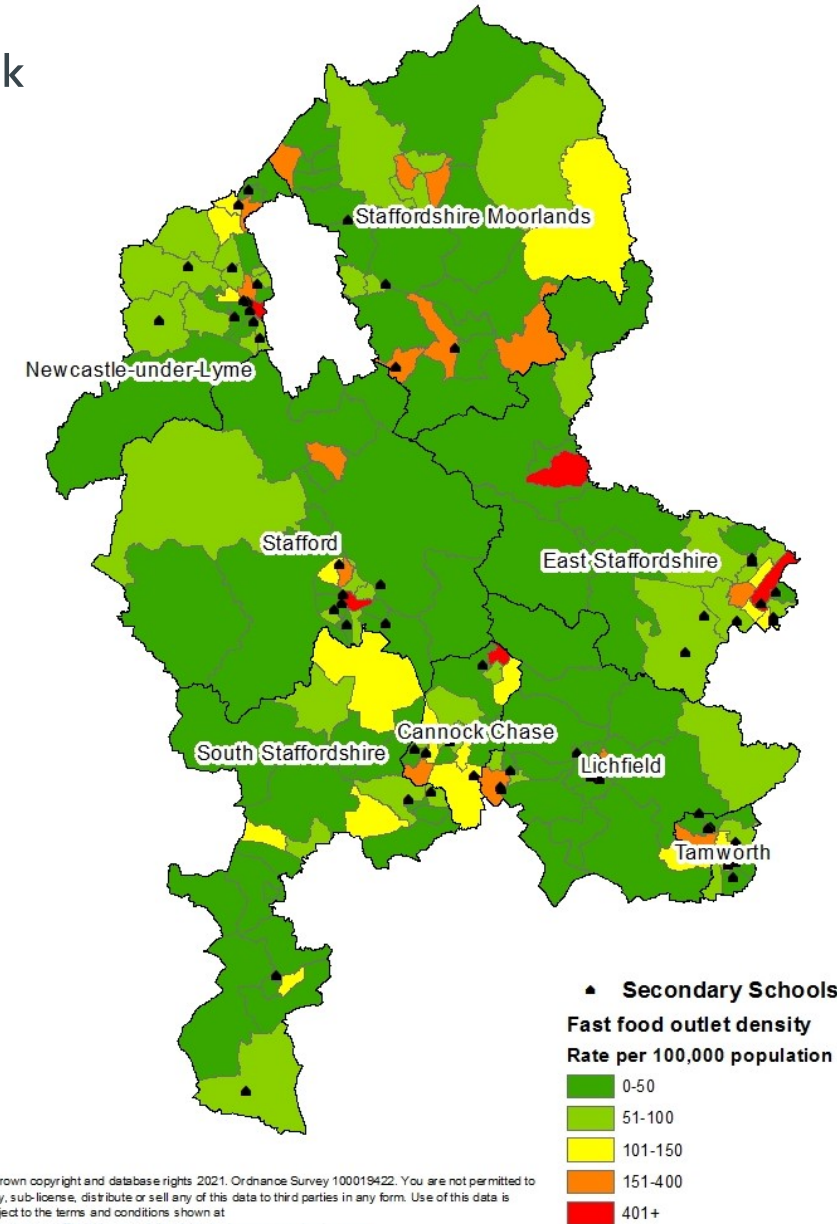 k
Staffordshire Moorlands
Newcastle-under-Lyme
Stafford
East Staffordshire
Cannock Chase
South Staffordshire
Lichfield
Tamworth
Secondary Schools
Fast food outlet density
Rate per 100,000 population
0-50
51-100
101-150
151-400
401+
rown copyright and database rights 2021. Ordnance Survey 100019422. You are not permitted to
y, sub-license, distribute or sell any of this data to third parties in any form. Use of this data is
ject to the terms and conditions shown at